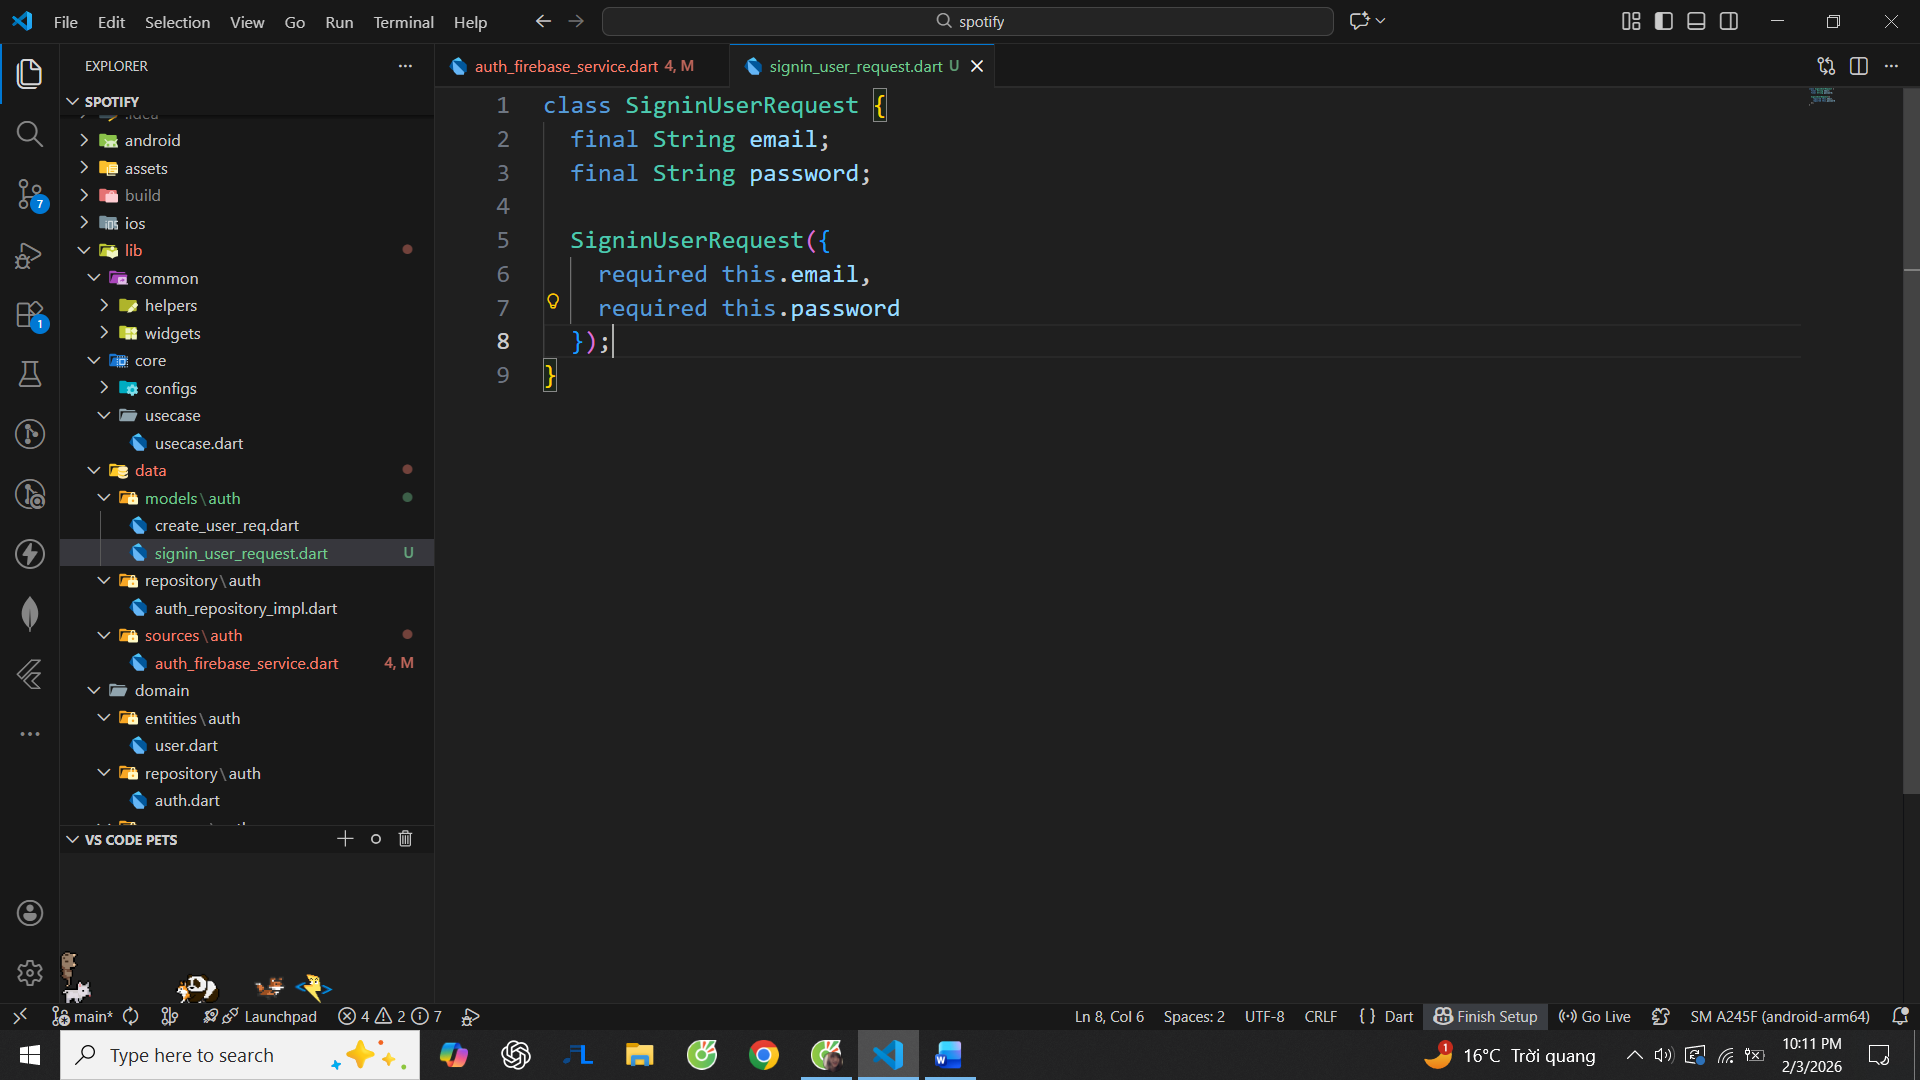 File Edit Selection View Go Run Terminal Help
spotify
EXPLORER
SPOTIFY
.idea
android
assets
build
ios
lib
common
helpers
widgets
core
configs
usecase
usecase.dart
data
models\auth
create_user_req.dart
signin_user_request.dart U
repository\auth
auth_repository_impl.dart
sources\auth
auth_firebase_service.dart 4, M
domain
entities\auth
user.dart
repository\auth
auth.dart
VS CODE PETS
auth_firebase_service.dart 4, M
signin_user_request.dart U
1 class SigninUserRequest {
2 final String email;
3 final String password;
4
5 SigninUserRequest({
6 required this.email,
7 required this.password
8 });
9 }
7
1
main* Launchpad 4 2 7
Ln 8, Col 6 Spaces: 2 UTF-8 CRLF { } Dart Finish Setup Go Live SM A245F (android-arm64)
Type here to search
1 16°C Trời quang
10:11 PM
2/3/2026